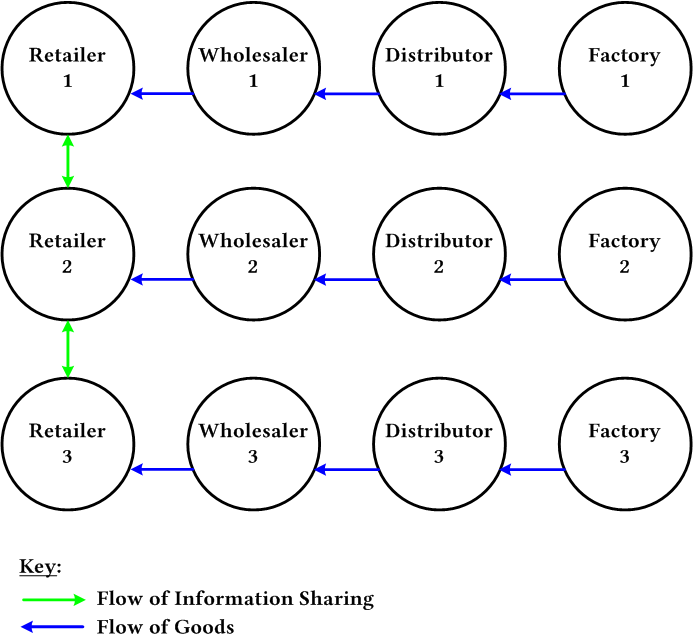 Retailer
1
Wholesaler
1
Distributor
1
Factory
1
Retailer
2
Wholesaler
2
Distributor
2
Factory
2
Retailer
3
Wholesaler
3
Distributor
3
Factory
3
Key:
Flow of Information Sharing
Flow of Goods